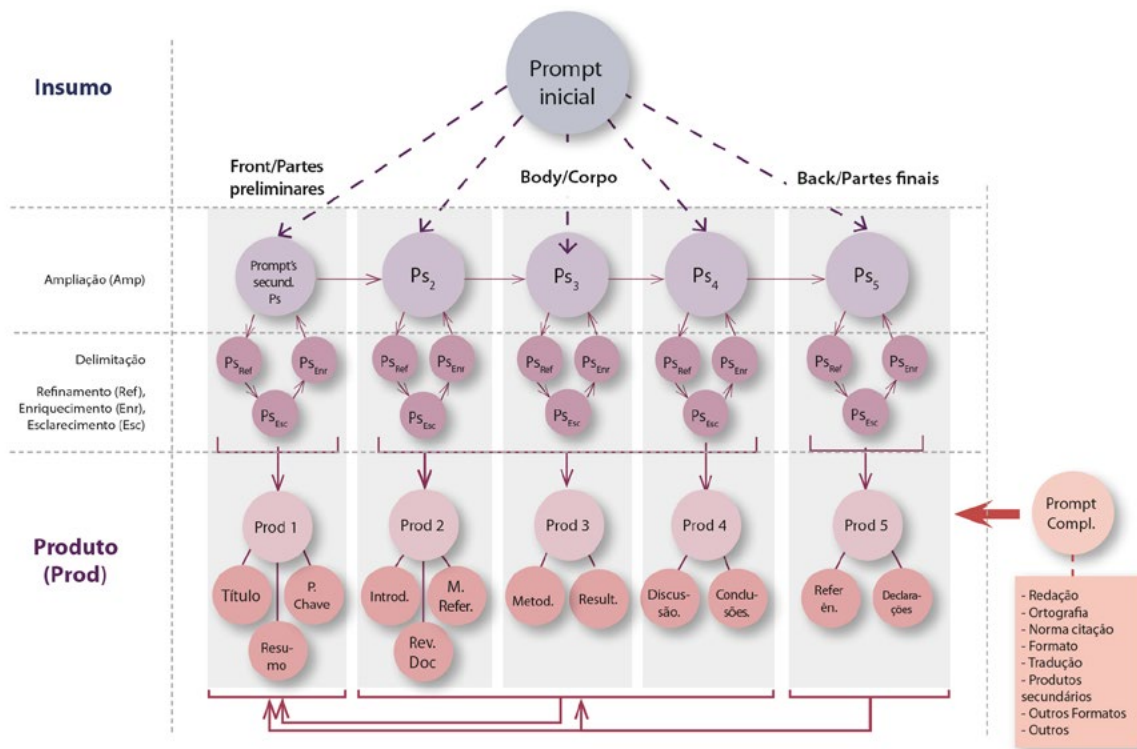 Prompt
inicial
Insumo
Front/Partes
preliminares
Body/Corpo
Back/Partes finais
Ampliação (Amp)
Prompt's
secund.
Ps
Ps2
Ps3
Ps4
Ps5
Delimitação
Refinamento (Ref),
Enriquecimento (Enr),
Esclarecimento (Esc)
PsRef
PsEnr
PsEsc
PsRef
PsEnr
PsEsc
PsRef
PsEnr
PsEsc
PsRef
PsEnr
PsEsc
PsRef
PsEnr
PsEsc
Produto
(Prod)
Prod 1
Prod 2
Prod 3
Prod 4
Prod 5
Título
P.
Chave
Resu-
mo
Introd.
M.
Refer.
Rev.
Doc
Metod.
Result.
Discus-
são.
Condu-
sões.
Refer
ên.
Declara-
ções
Prompt
Compl.
- Redação
- Ortografia
- Norma citação
- Formato
- Tradução
- Produtos
secundários
- Outros Formatos
- Outros